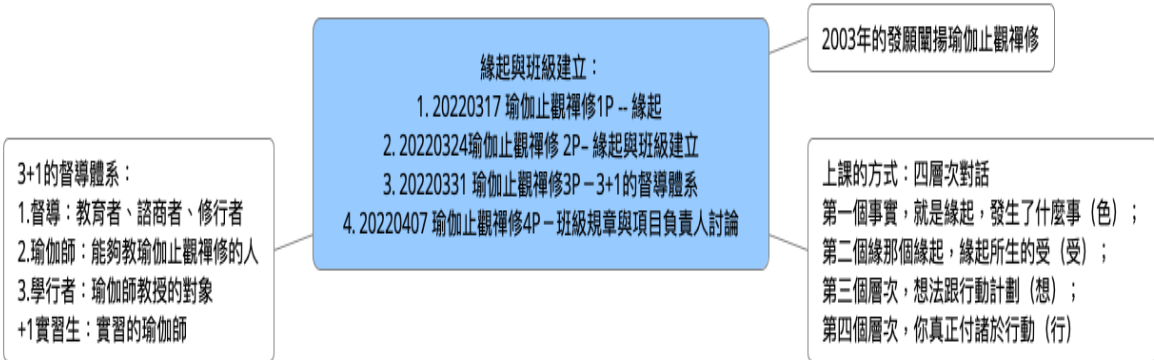 緣起與班級建立：
1. 20220317 瑜伽止觀禪修1P -- 緣起
2. 20220324瑜伽止觀禪修 2P– 緣起與班級建立
3. 20220331 瑜伽止觀禪修3P－3+1的督導體系
4. 20220407 瑜伽止觀禪修4P－班級規章與項目負責人討論
2003年的發願闡揚瑜伽止觀禪修
3+1的督導體系：
1.督導：教育者、諮商者、修行者
2.瑜伽師：能夠教瑜伽止觀禪修的人
3.學行者：瑜伽師教授的對象
+1實習生：實習的瑜伽師
上課的方式：四層次對話
第一個事實，就是緣起，發生了什麼事（色）；
第二個緣那個緣起，緣起所生的受（受）；
第三個層次，想法跟行動計劃（想）；
第四個層次，你真正付諸於行動（行）